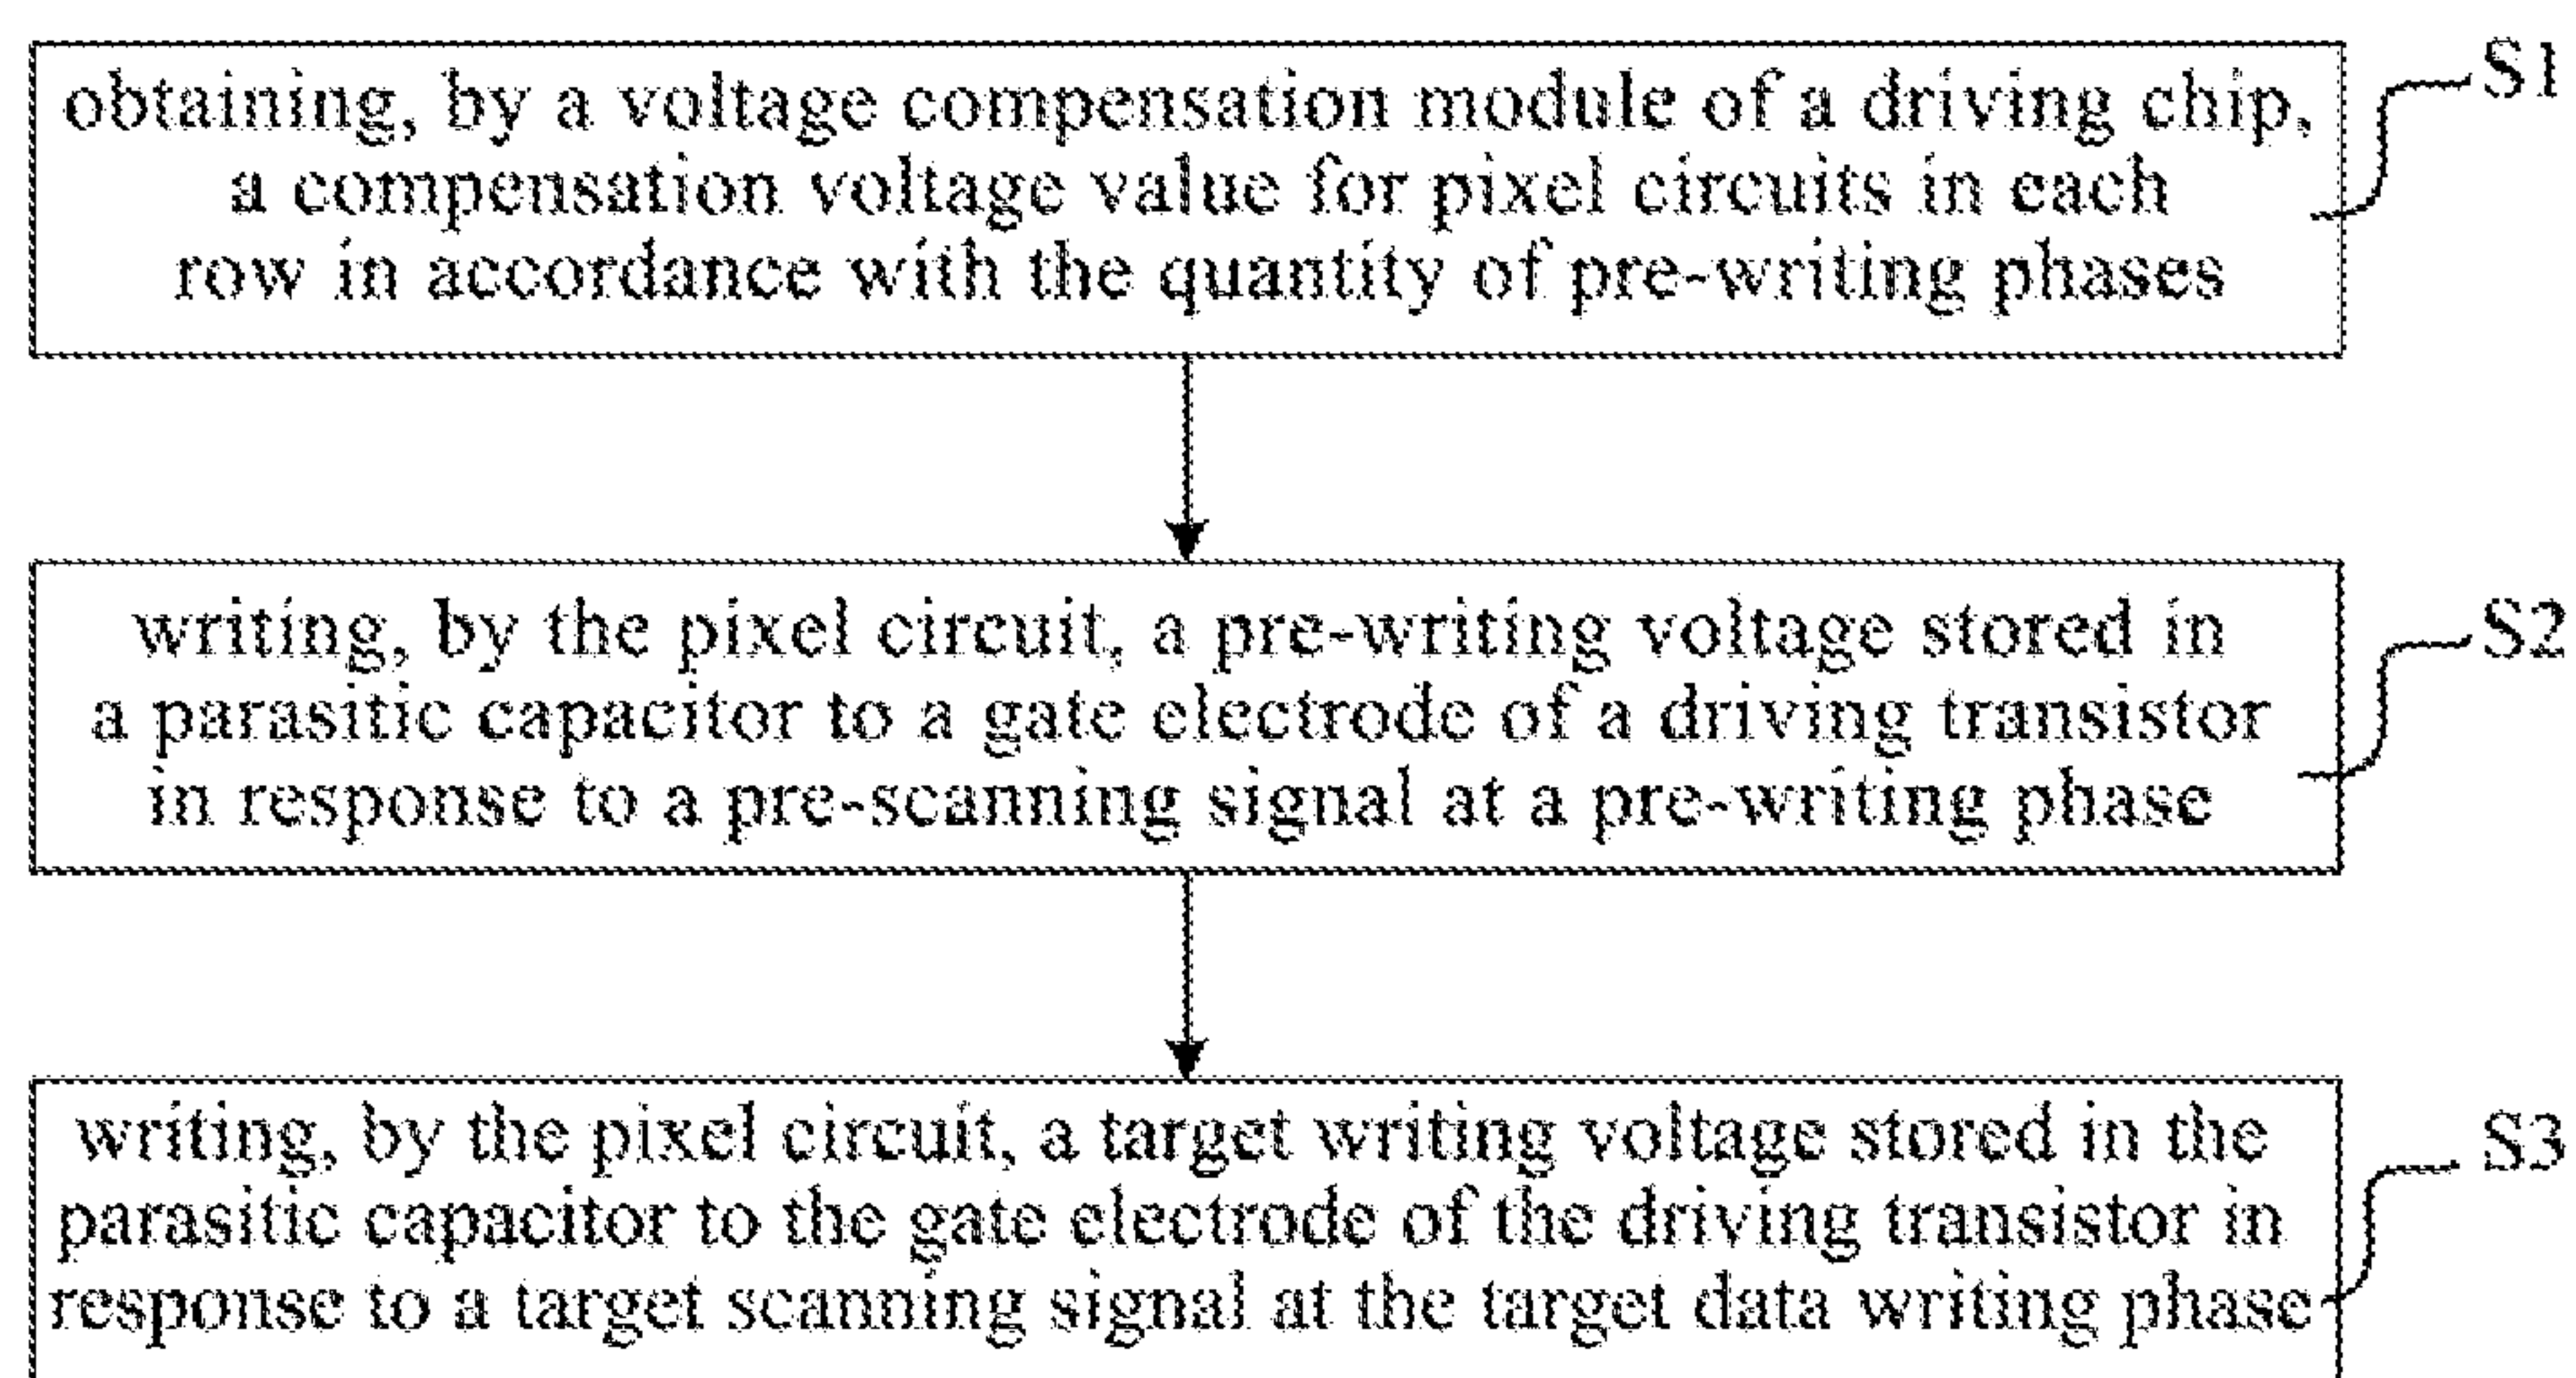 obtaining, by a voltage compensation module of a driving chip,
a compensation voltage value for pixel circuits in each
row in accordance with the quantity of pre-writing phases
S1
writing, by the pixel circuit, a pre-writing voltage stored in
a parasitic capacitor to a gate electrode of a driving transistor
in response to a pre-scanning signal at a pre-writing phase
S2
writing, by the pixel circuit, a target writing voltage stored in the
parasitic capacitor to the gate electrode of the driving transistor in
response to a target scanning signal at the target data writing phase
S3